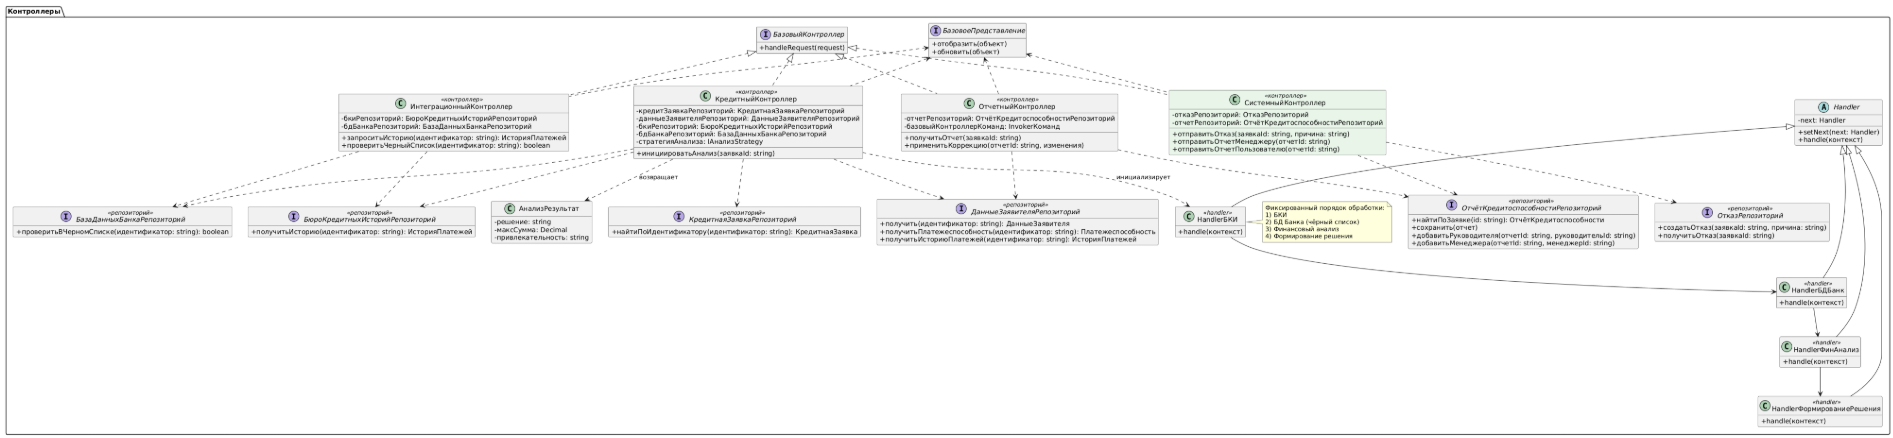 Контроллеры
I БазовыйКонтроллер
+handleRequest(request)
I БазовоеПредставление
+отобразить(объект)
+обновить(объект)
«контроллер»
C ИнтеграционныйКонтроллер
-бкиРепозиторий: БюроКредитныхИсторийРепозиторий
-бдБанкаРепозиторий: БазаДанныхБанкаРепозиторий
+запроситьИсторию(идентификатор: string): ИсторияПлатежей
+проверитьЧерныйСписок(идентификатор: string): boolean
«контроллер»
C КредитныйКонтроллер
-кредитЗаявкаРепозиторий: КредитнаяЗаявкаРепозиторий
-данныеЗаявителяРепозиторий: ДанныеЗаявителяРепозиторий
-бкиРепозиторий: БюроКредитныхИсторийРепозиторий
-бдБанкаРепозиторий: БазаДанныхБанкаРепозиторий
-стратегияАнализа: IАнализStrategy
+инициироватьАнализ(заявкаId: string)
«контроллер»
C ОтчетныйКонтроллер
-отчетРепозиторий: ОтчётКредитоспособностиРепозиторий
-базовыйКонтроллерКоманд: InvokerКоманд
+получитьОтчет(заявкаId: string)
+применитьКоррекцию(отчетId: string, изменения)
«контроллер»
C СистемныйКонтроллер
-отказРепозиторий: ОтказРепозиторий
-отчетРепозиторий: ОтчётКредитоспособностиРепозиторий
+отправитьОтказ(заявкаId: string, причина: string)
+отправитьОтчетМенеджеру(отчетId: string)
+отправитьОтчетПользователю(отчетId: string)
A Handler
-next: Handler
+setNext(next: Handler)
+handle(контекст)
возвращает
инициализирует
«репозиторий»
I БазаДанныхБанкаРепозиторий
+проверитьВЧерномСписке(идентификатор: string): boolean
«репозиторий»
I БюроКредитныхИсторийРепозиторий
+получитьИсторию(идентификатор: string): ИсторияПлатежей
C АнализРезультат
-решение: string
-максСумма: Decimal
-привлекательность: string
«репозиторий»
I КредитнаяЗаявкаРепозиторий
+найтиПоИдентификатору(идентификатор: string): КредитнаяЗаявка
«репозиторий»
I ДанныеЗаявителяРепозиторий
+получить(идентификатор: string): ДанныеЗаявителя
+получитьПлатежеспособность(идентификатор: string): Платежеспособность
+получитьИсториюПлатежей(идентификатор: string): ИсторияПлатежей
«handler»
C HandlerБКИ
+handle(контекст)
Фиксированный порядок обработки:
1) БКИ
2) БД Банка (чёрный список)
3) Финансовый анализ
4) Формирование решения
«репозиторий»
I ОтчётКредитоспособностиРепозиторий
+найтиПоЗаявке(id: string): ОтчётКредитоспособности
+сохранить(отчет)
+добавитьРуководителя(отчетId: string, руководительId: string)
+добавитьМенеджера(отчетId: string, менеджерId: string)
«репозиторий»
I ОтказРепозиторий
+создатьОтказ(заявкаId: string, причина: string)
+получитьОтказ(заявкаId: string)
«handler»
C HandlerБДБанк
+handle(контекст)
«handler»
C HandlerФинАнализ
+handle(контекст)
«handler»
C HandlerФормированиеРешения
+handle(контекст)